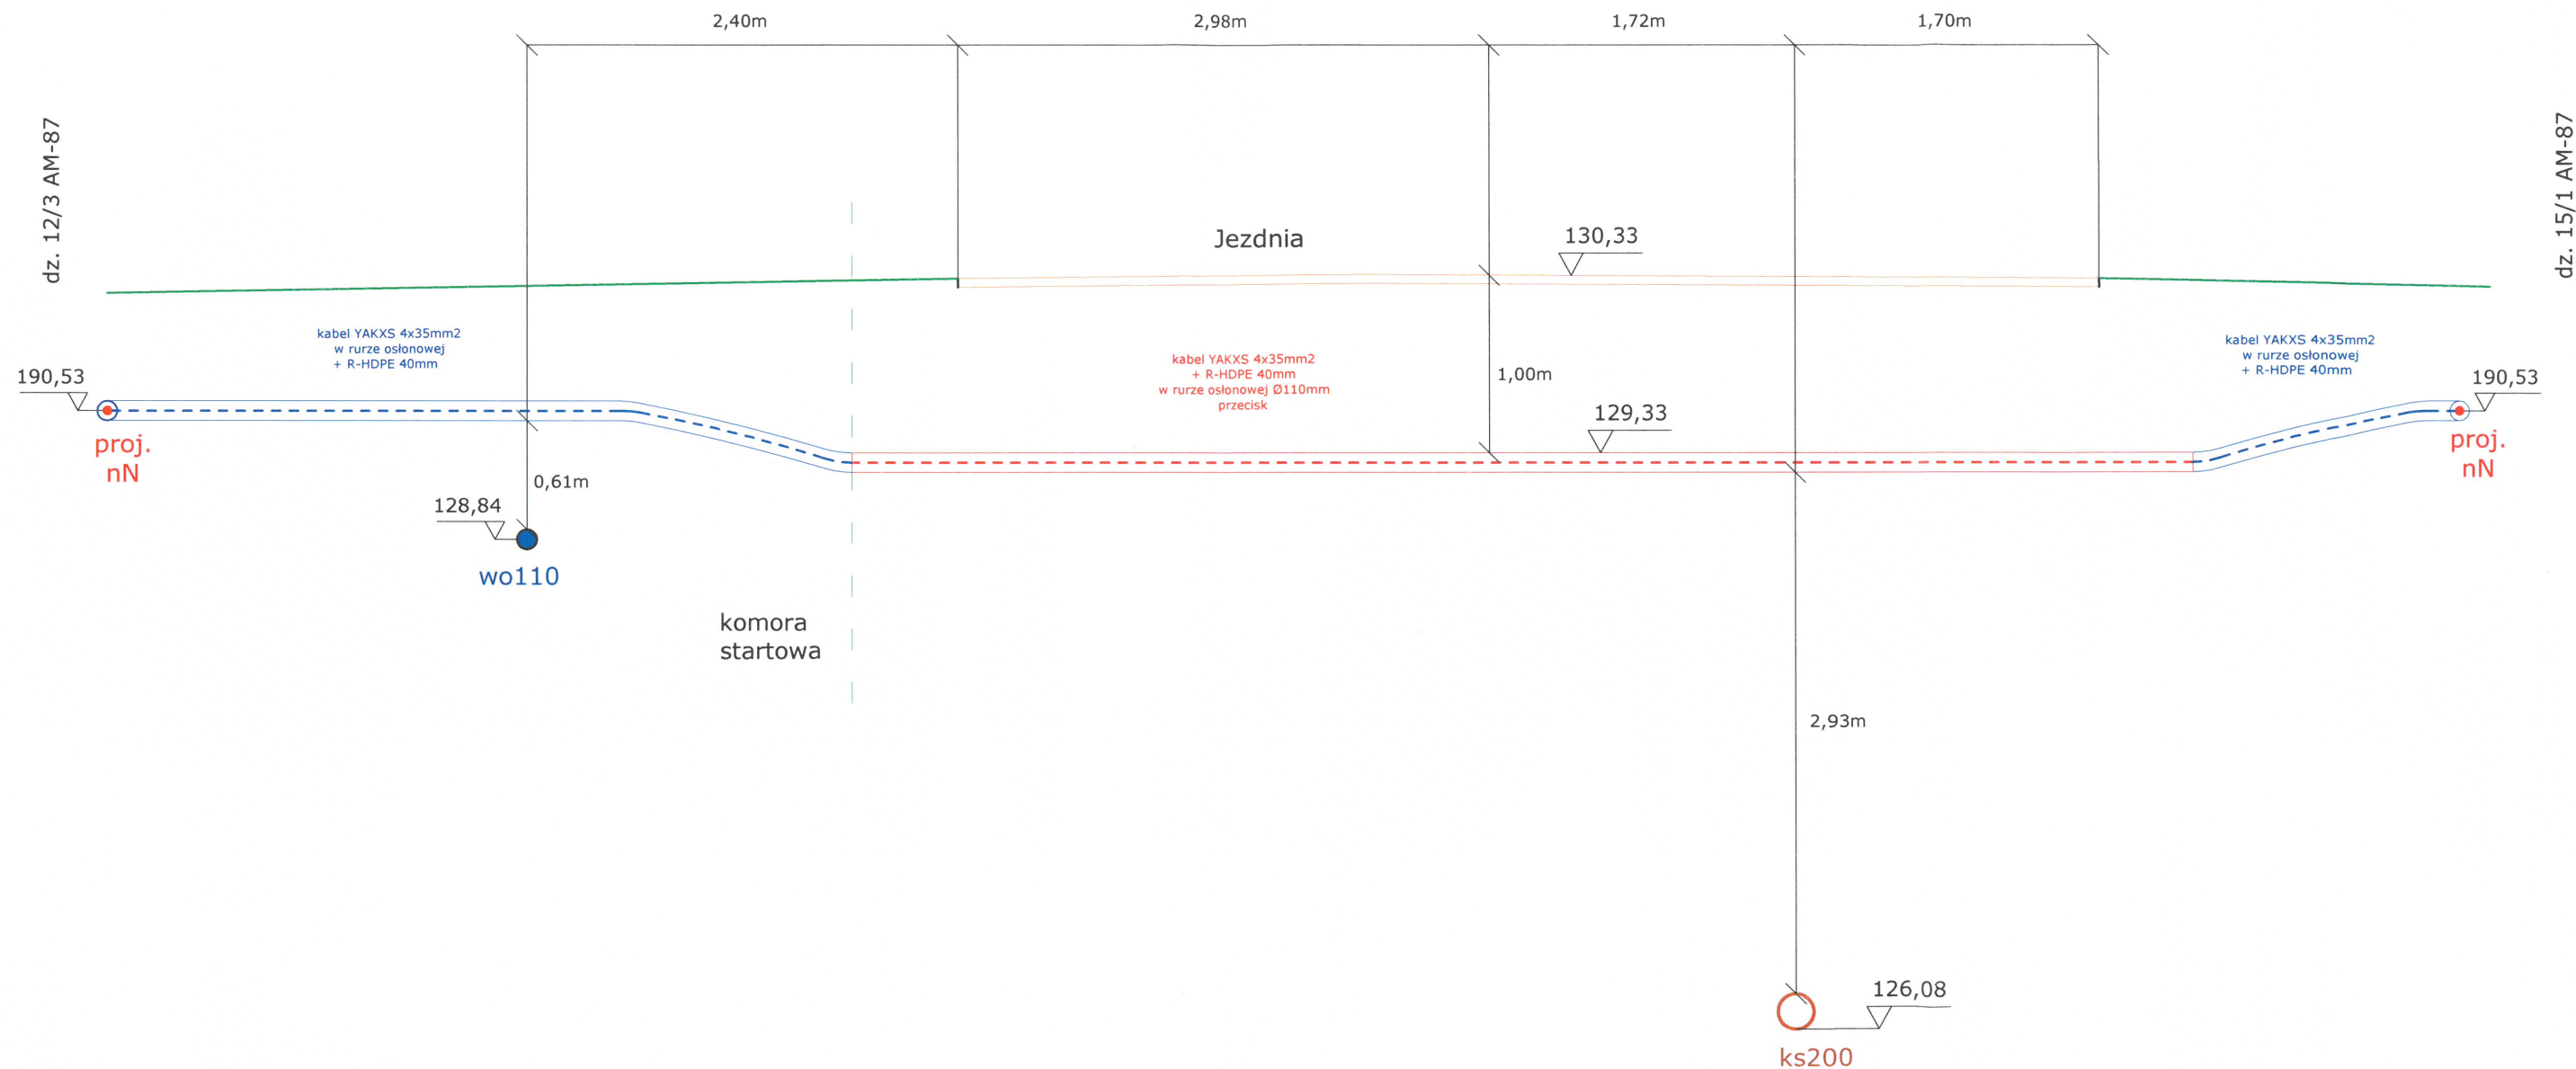 2,40m
2,98m
1,72m
1,70m
dz. 12/3 AM-87
dz. 15/1 AM-87
Jezdnia
130,33
kabel YAKXS 4x35mm2
w rurze osłonowej
+ R-HDPE 40mm
kabel YAKXS 4x35mm2
+ R-HDPE 40mm
w rurze osłonowej Ø110mm
przecisk
kabel YAKXS 4x35mm2
w rurze osłonowej
+ R-HDPE 40mm
190,53
1,00m
190,53
129,33
proj.
nN
proj.
nN
0,61m
128,84
wo110
komora
startowa
2,93m
126,08
ks200